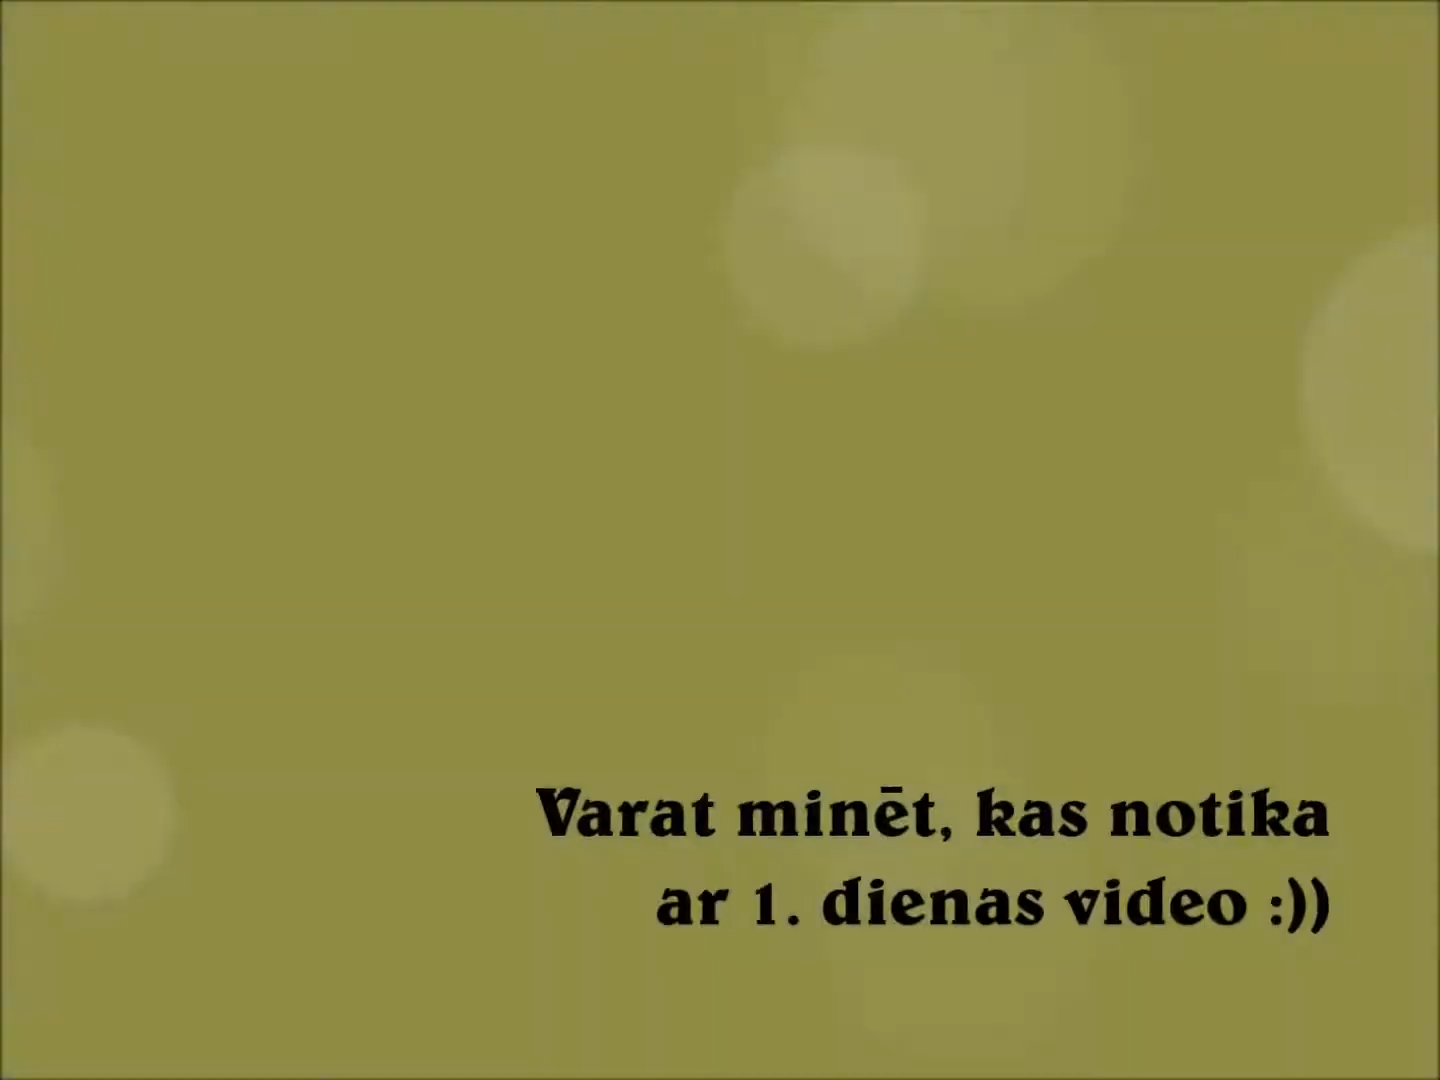 Varat minēt, kas notika
ar 1. dienas video :))